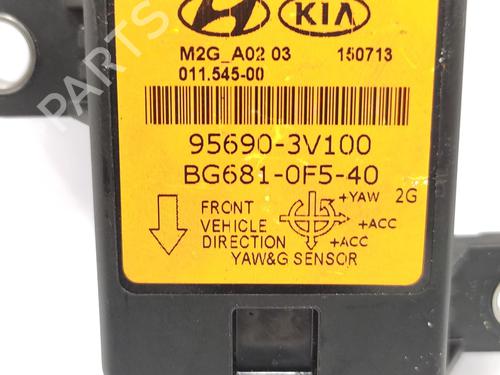 KIA
M2G_A02 03 150713
011.545-00
95690-3V100
BG681-0F5-40
FRONT
VEHICLE
DIRECTION
+YAW 2G
+ACC
+ACC
YAW&G SENSOR